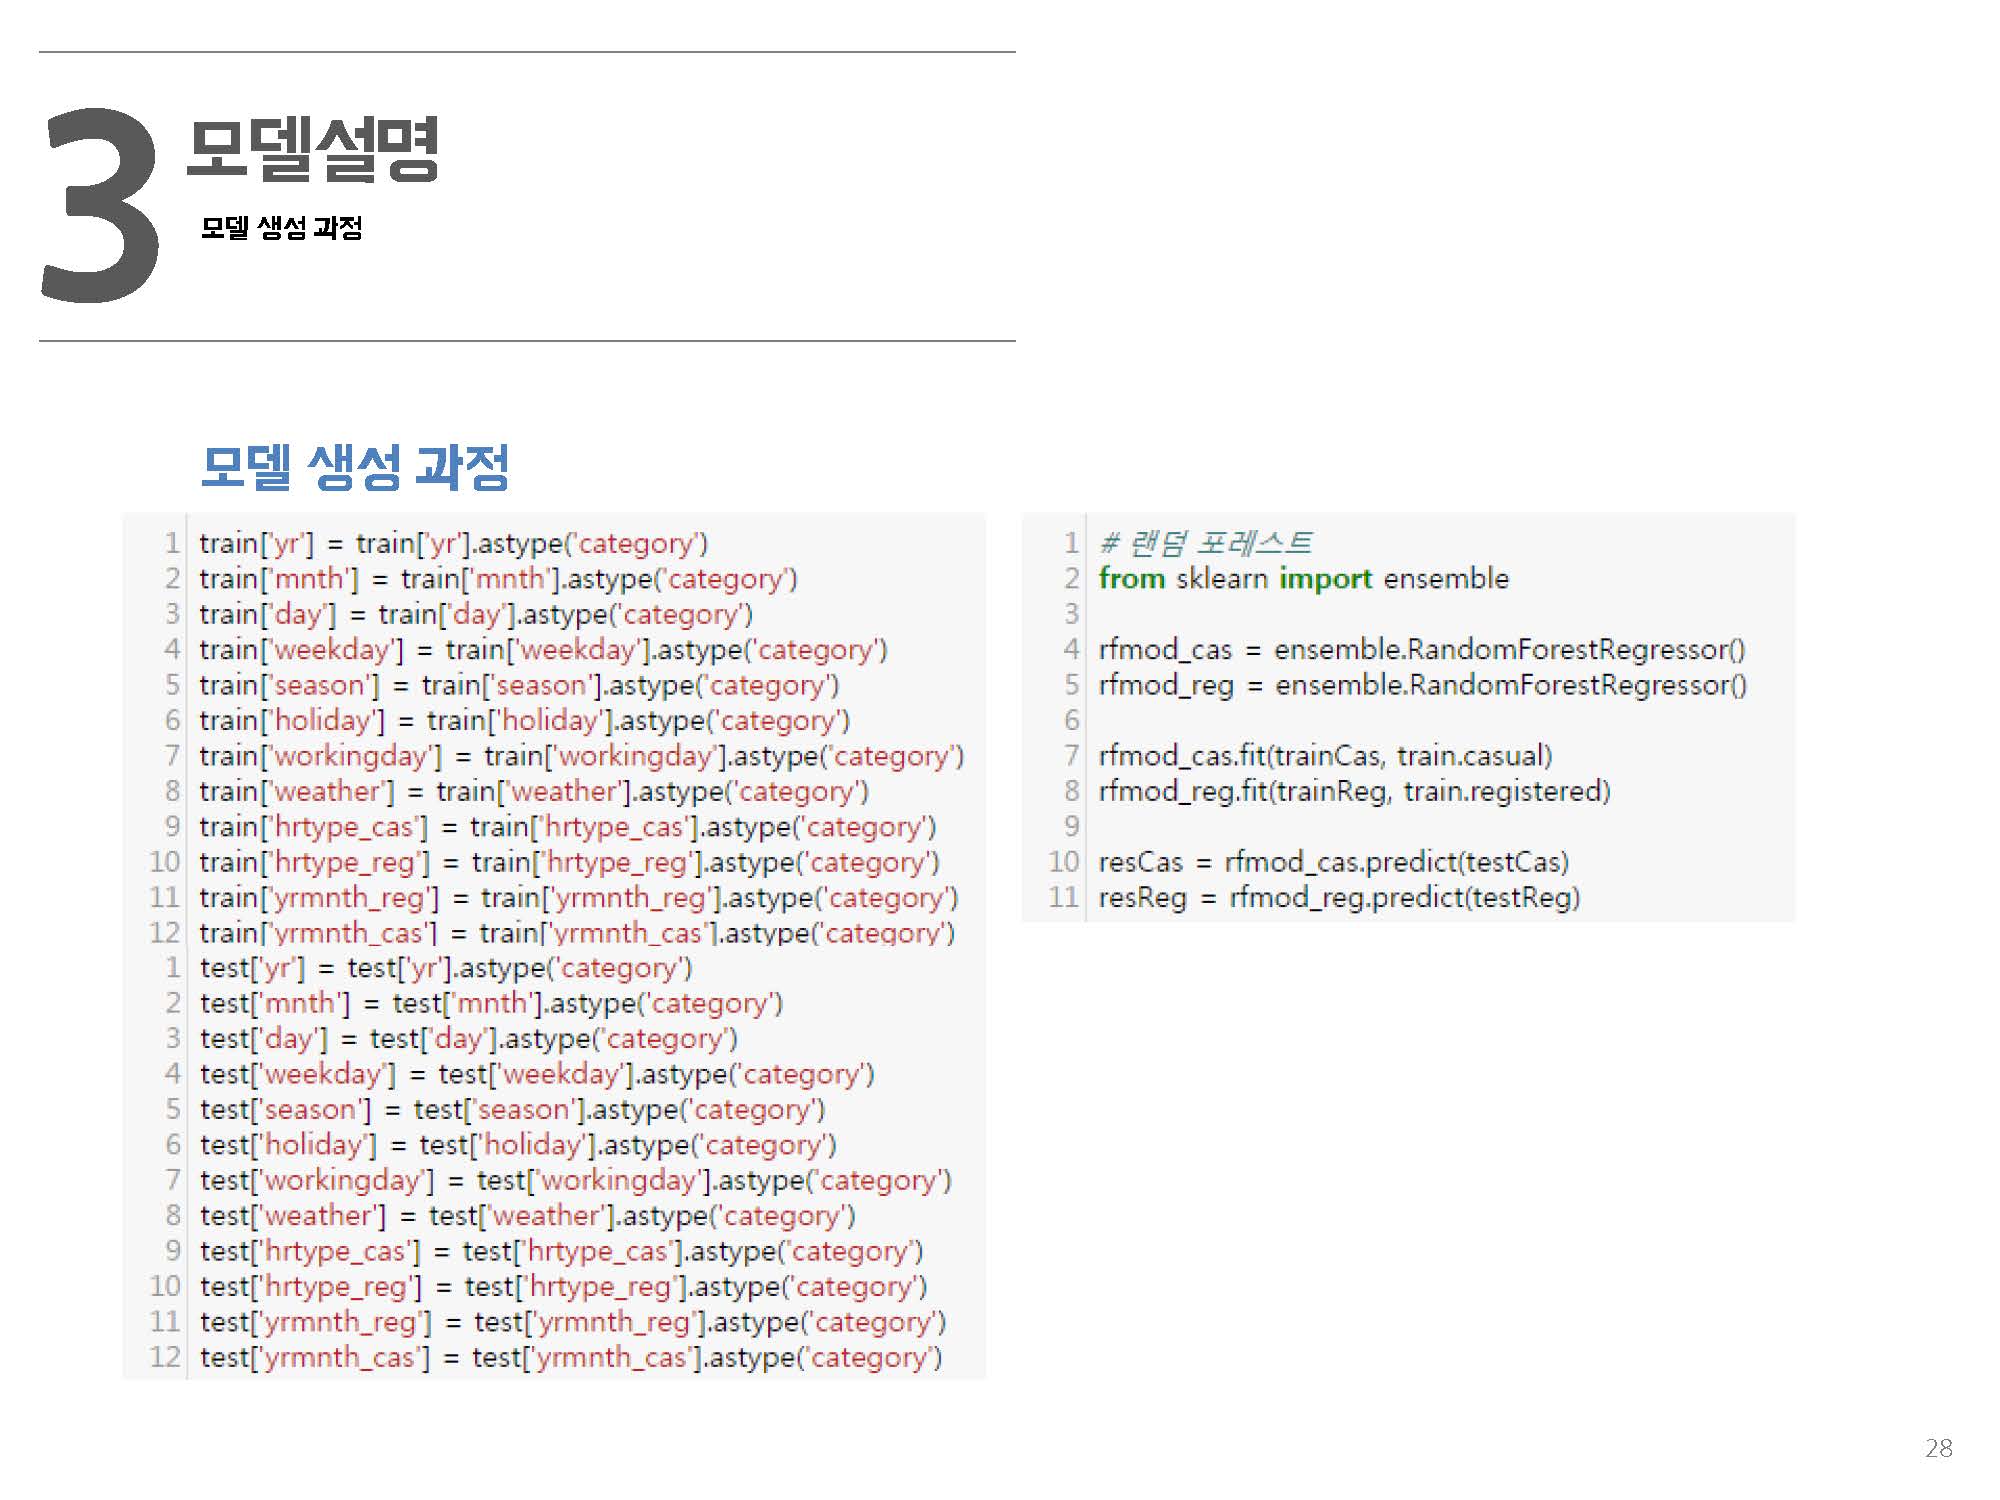 3
모델설명
모델 생성 과정
모델 생성 과정
1 train['yr'] = train['yr'].astype('category')
2 train['mnth'] = train['mnth'].astype('category')
3 train['day'] = train['day'].astype('category')
4 train['weekday'] = train['weekday'].astype('category')
5 train['season'] = train['season'].astype('category')
6 train['holiday'] = train['holiday'].astype('category')
7 train['workingday'] = train['workingday'].astype('category')
8 train['weather'] = train['weather'].astype('category')
9 train['hrtype_cas'] = train['hrtype_cas'].astype('category')
10 train['hrtype_reg'] = train['hrtype_reg'].astype('category')
11 train['yrmnth_reg'] = train['yrmnth_reg'].astype('category')
12 train['yrmnth_cas'] = train['yrmnth_cas'].astype('category')
1 test['yr'] = test['yr'].astype('category')
2 test['mnth'] = test['mnth'].astype('category')
3 test['day'] = test['day'].astype('category')
4 test['weekday'] = test['weekday'].astype('category')
5 test['season'] = test['season'].astype('category')
6 test['holiday'] = test['holiday'].astype('category')
7 test['workingday'] = test['workingday'].astype('category')
8 test['weather'] = test['weather'].astype('category')
9 test['hrtype_cas'] = test['hrtype_cas'].astype('category')
10 test['hrtype_reg'] = test['hrtype_reg'].astype('category')
11 test['yrmnth_reg'] = test['yrmnth_reg'].astype('category')
12 test['yrmnth_cas'] = test['yrmnth_cas'].astype('category')
1 # 랜덤 포레스트
2 from sklearn import ensemble
3
4 rfmod_cas = ensemble.RandomForestRegressor()
5 rfmod_reg = ensemble.RandomForestRegressor()
6
7 rfmod_cas.fit(trainCas, train.casual)
8 rfmod_reg.fit(trainReg, train.registered)
9
10 resCas = rfmod_cas.predict(testCas)
11 resReg = rfmod_reg.predict(testReg)
28